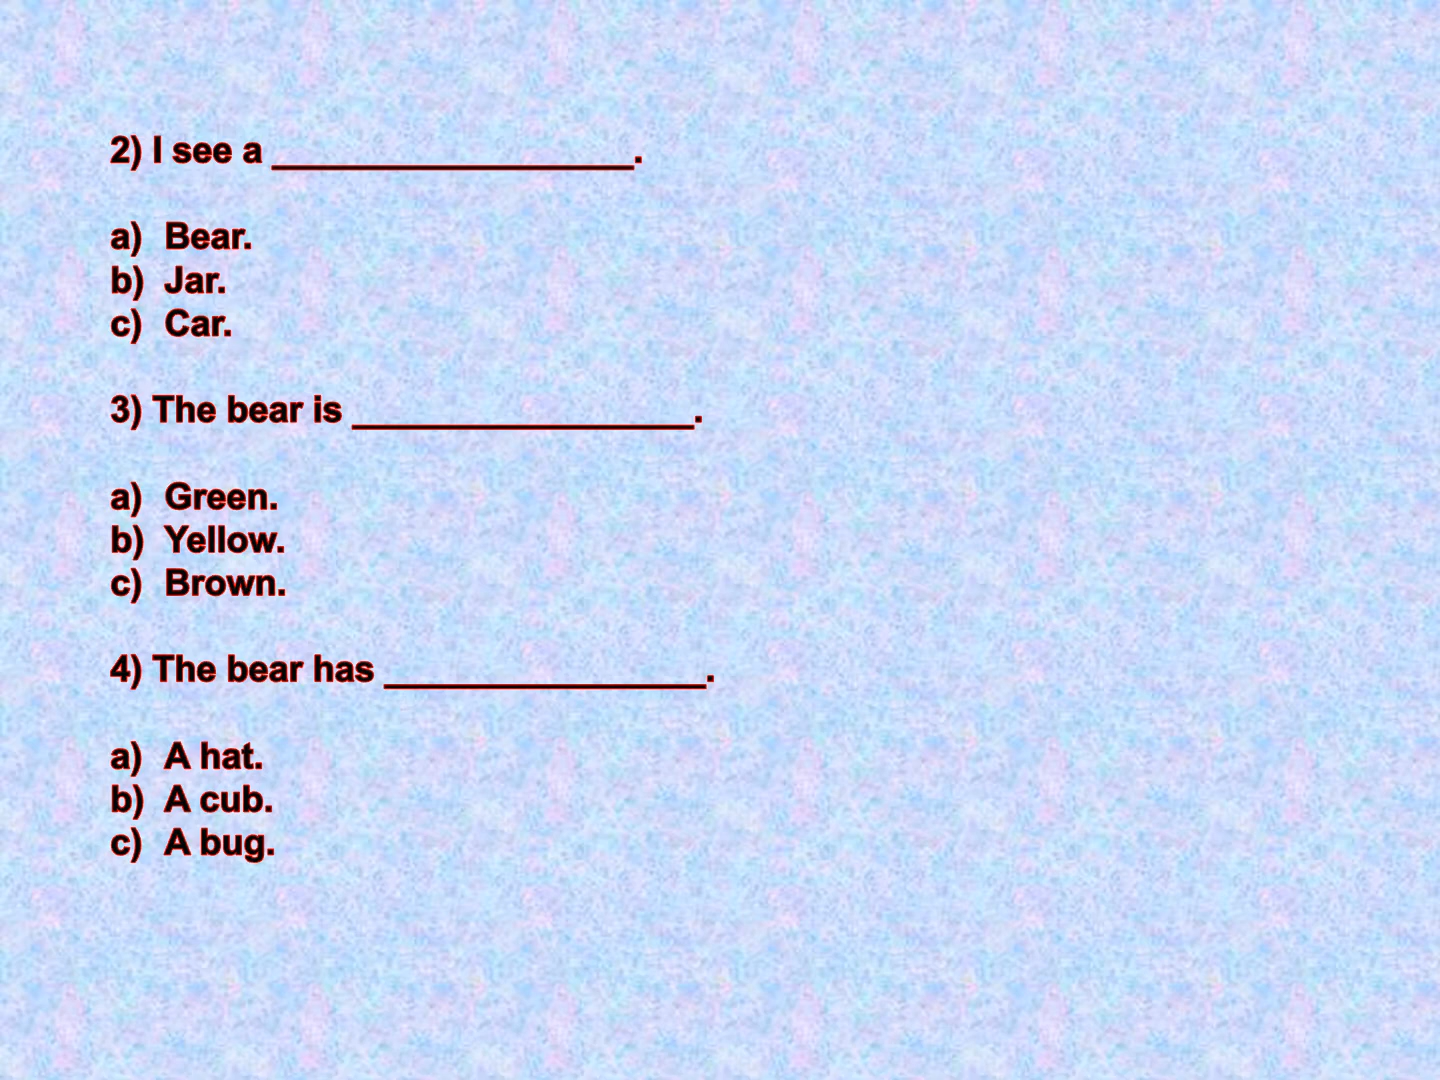 2) I see a __________________.
a) Bear.
b) Jar.
c) Car.
3) The bear is _________________.
a) Green.
b) Yellow.
c) Brown.
4) The bear has ________________.
a) A hat.
b) A cub.
c) A bug.